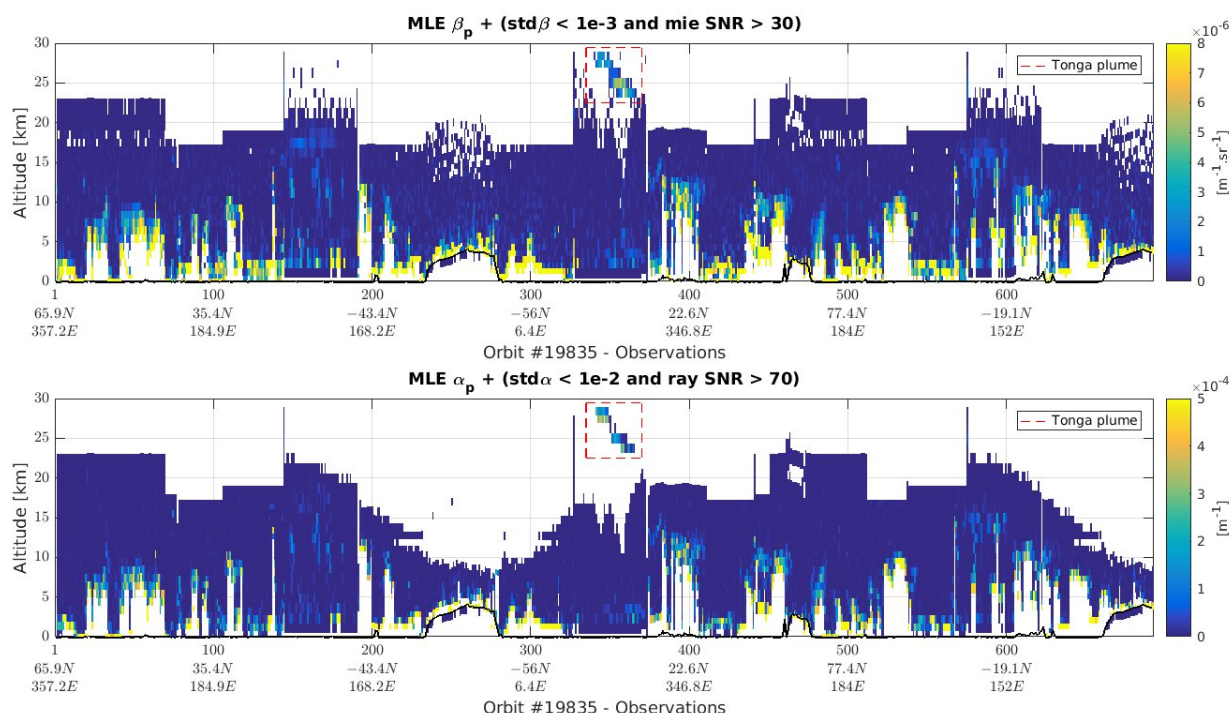 MLE βp + (stdβ < 1e-3 and mie SNR > 30)
×10^-6
30
25
20
15
10
5
0
Altitude [km]
Tonga plume
8
7
6
5
4
3
2
1
0
[m^-1.sr^-1]
1 100 200 300 400 500 600
65.9N 35.4N −43.4N −56N 22.6N 77.4N −19.1N
357.2E 184.9E 168.2E 6.4E 346.8E 184E 152E
Orbit #19835 - Observations
MLE αp + (stdα < 1e-2 and ray SNR > 70)
×10^-4
30
25
20
15
10
5
0
Altitude [km]
Tonga plume
5
4
3
2
1
0
[m^-1]
1 100 200 300 400 500 600
65.9N 35.4N −43.4N −56N 22.6N 77.4N −19.1N
357.2E 184.9E 168.2E 6.4E 346.8E 184E 152E
Orbit #19835 - Observations